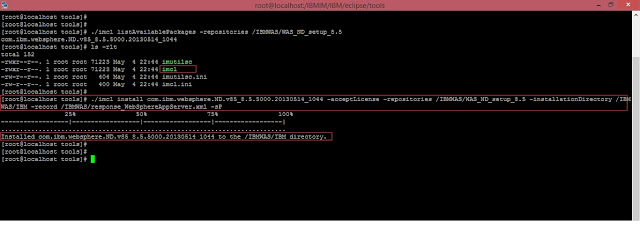 root@localhost:/IBMIM/IBM/eclipse/tools
[root@localhost tools]# ./imcl listAvailablePackages -repositories /IBMWAS/WAS_ND_setup_8.5
com.ibm.websphere.ND.v85_8.5.5000.20130514_1044
[root@localhost tools]# ls -rlt
total 152
-rwxr--r--. 1 root root 71223 May  4 22:44 imutilsc
-rwxr--r--. 1 root root 71223 May  4 22:44 imcl
-rw-r--r--. 1 root root   404 May  4 22:44 imutilsc.ini
-rw-r--r--. 1 root root   400 May  4 22:44 imcl.ini
[root@localhost tools]#
[root@localhost tools]# ./imcl install com.ibm.websphere.ND.v85_8.5.5000.20130514_1044 -acceptLicense -repositories /IBMWAS/WAS_ND_setup_8.5 -installationDirectory /IBM
WAS/IBM -record /IBMWAS/response_WebSphereAppServer.xml -sP
25% 50% 75% 100%
------------------|------------------|------------------|------------------|
............................................................................
Installed com.ibm.websphere.ND.v85_8.5.5000.20130514_1044 to the /IBMWAS/IBM directory.
[root@localhost tools]#
[root@localhost tools]#
[root@localhost tools]#